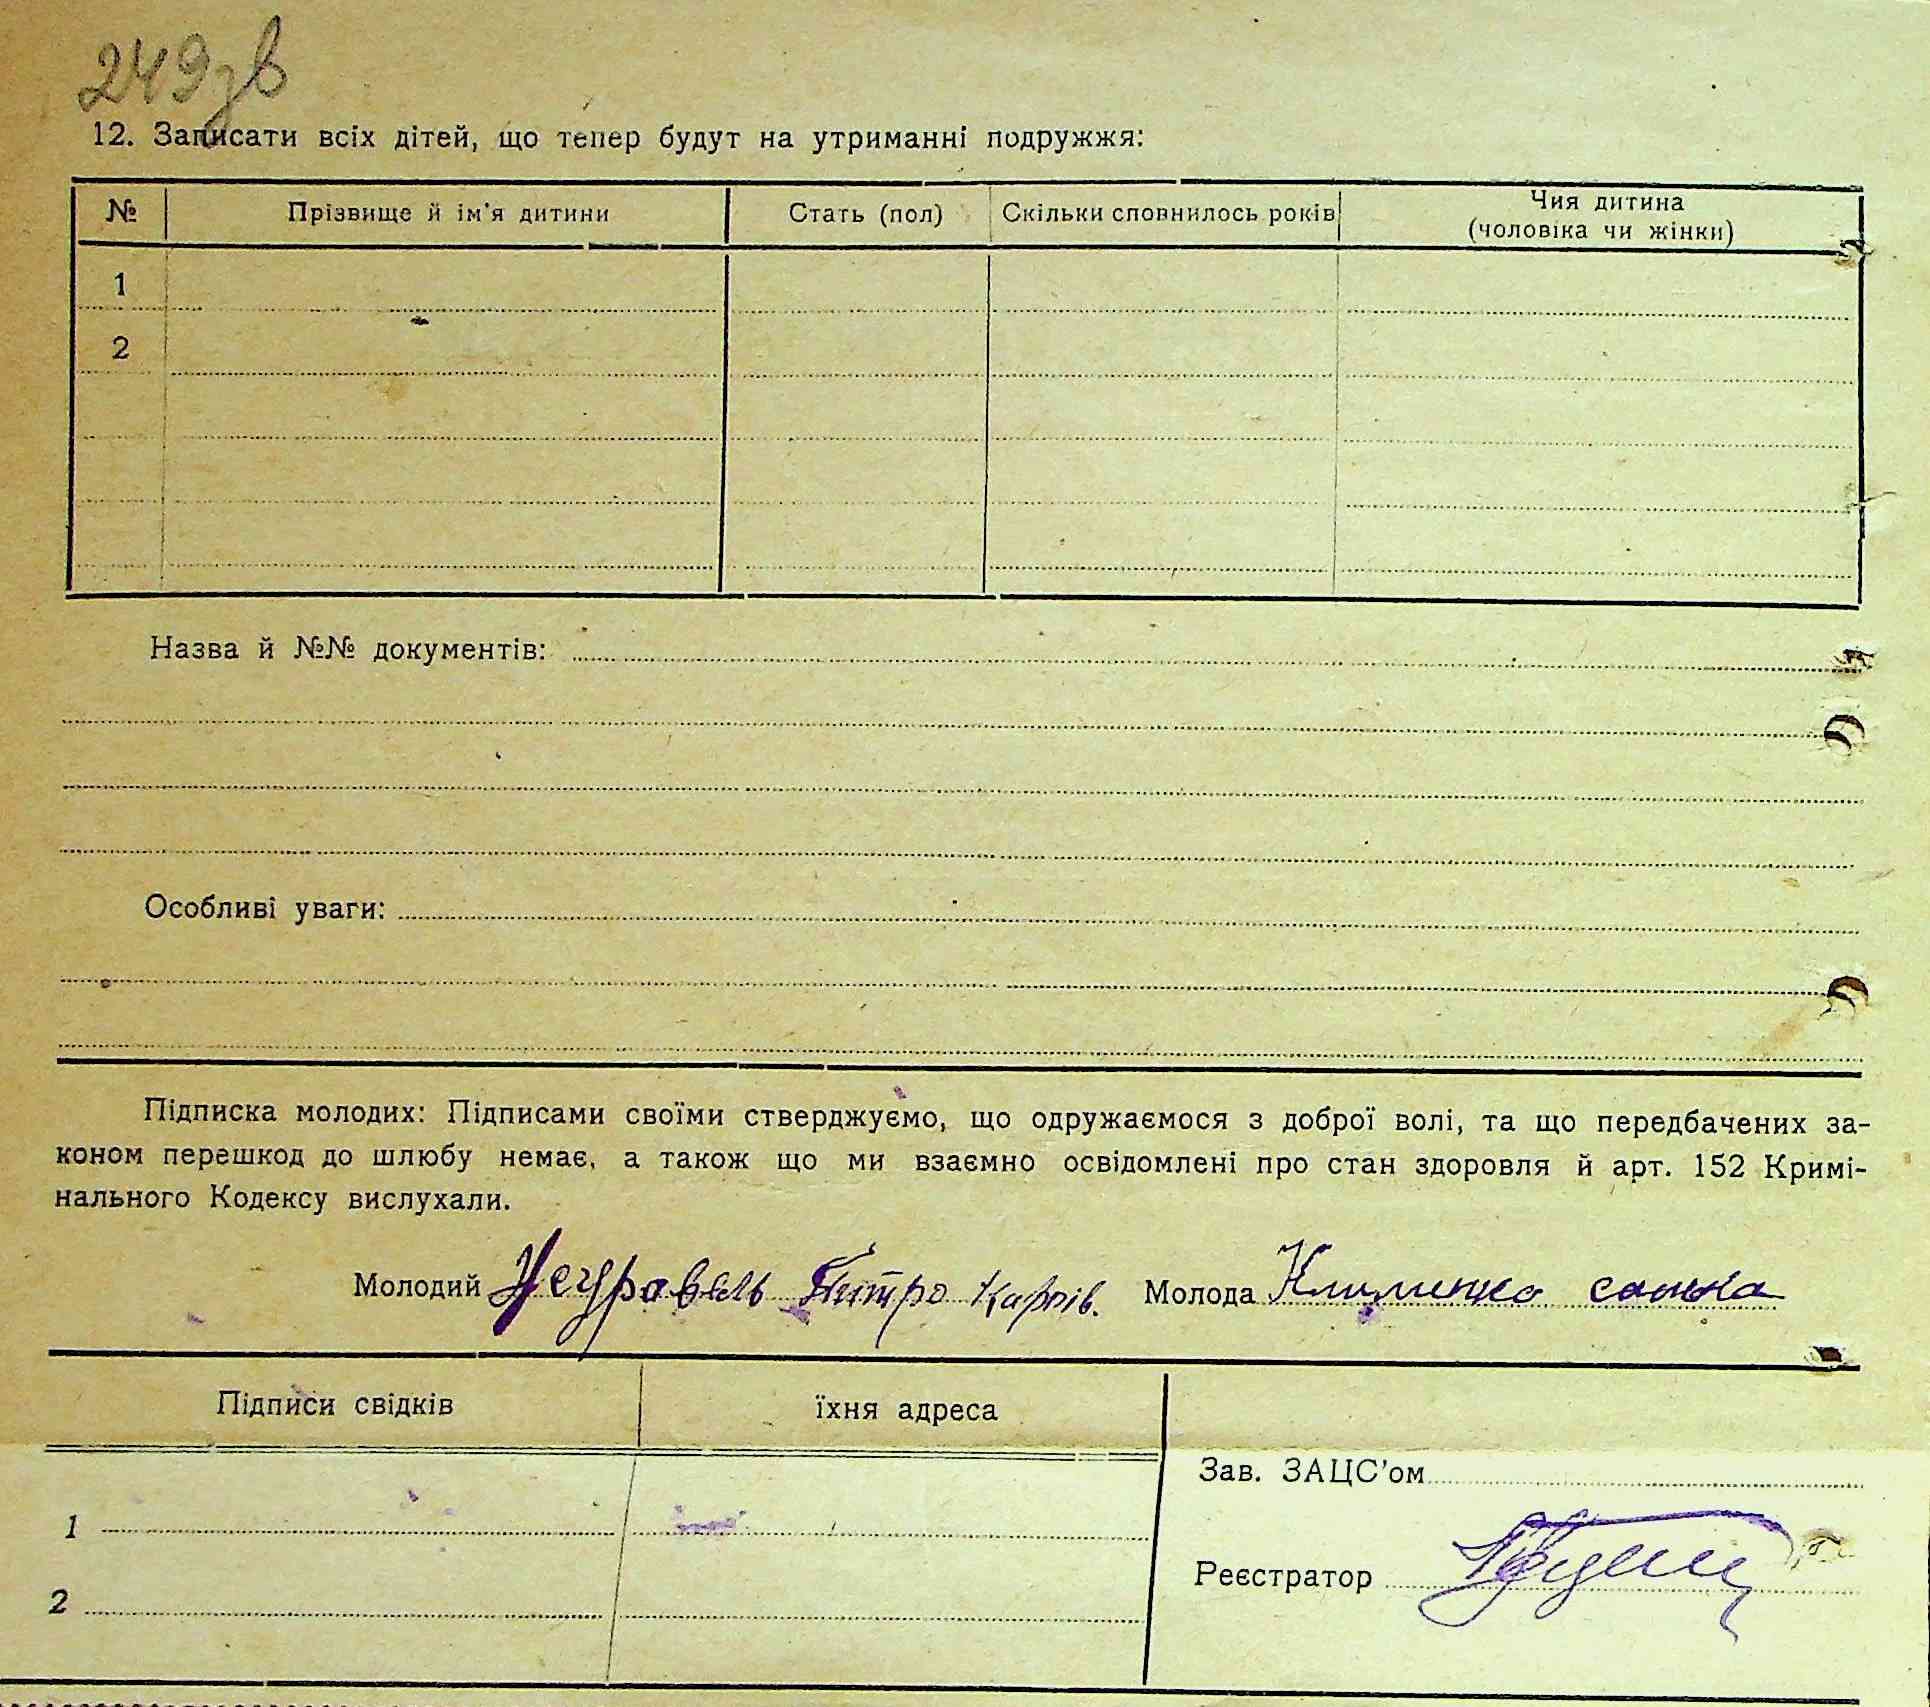 249зв
12. Записати всіх дітей, що тепер будут на утриманні подружжя:
№ Прізвище й ім'я дитини Стать (пол) Скільки сповнилось років Чия дитина (чоловіка чи жінки)
1
2
Назва й №№ документів:
Особливі уваги:
Підписка молодих: Підписами своїми стверджуємо, що одружаємося з доброї волі, та що передбачених за-
коном перешкод до шлюбу немає, а також що ми взаємно освідомлені про стан здоровля й арт. 152 Кримі-
нального Кодексу вислухали.
Молодий Журавель Питро Карпів. Молода Клименко
Підписи свідків їхня адреса
Зав. ЗАЦС'ом
1
Реєстратор
2